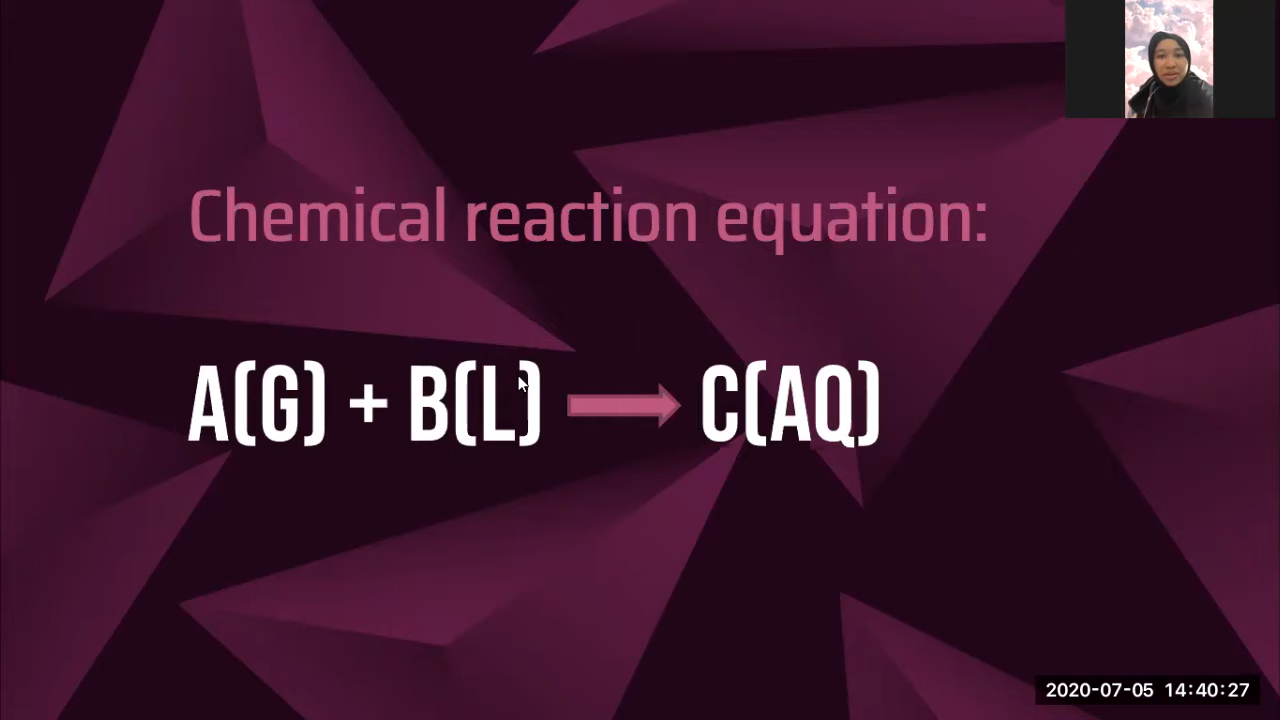 Chemical reaction equation:
A(G) + B(L) → C(AQ)
2020-07-05 14:40:27